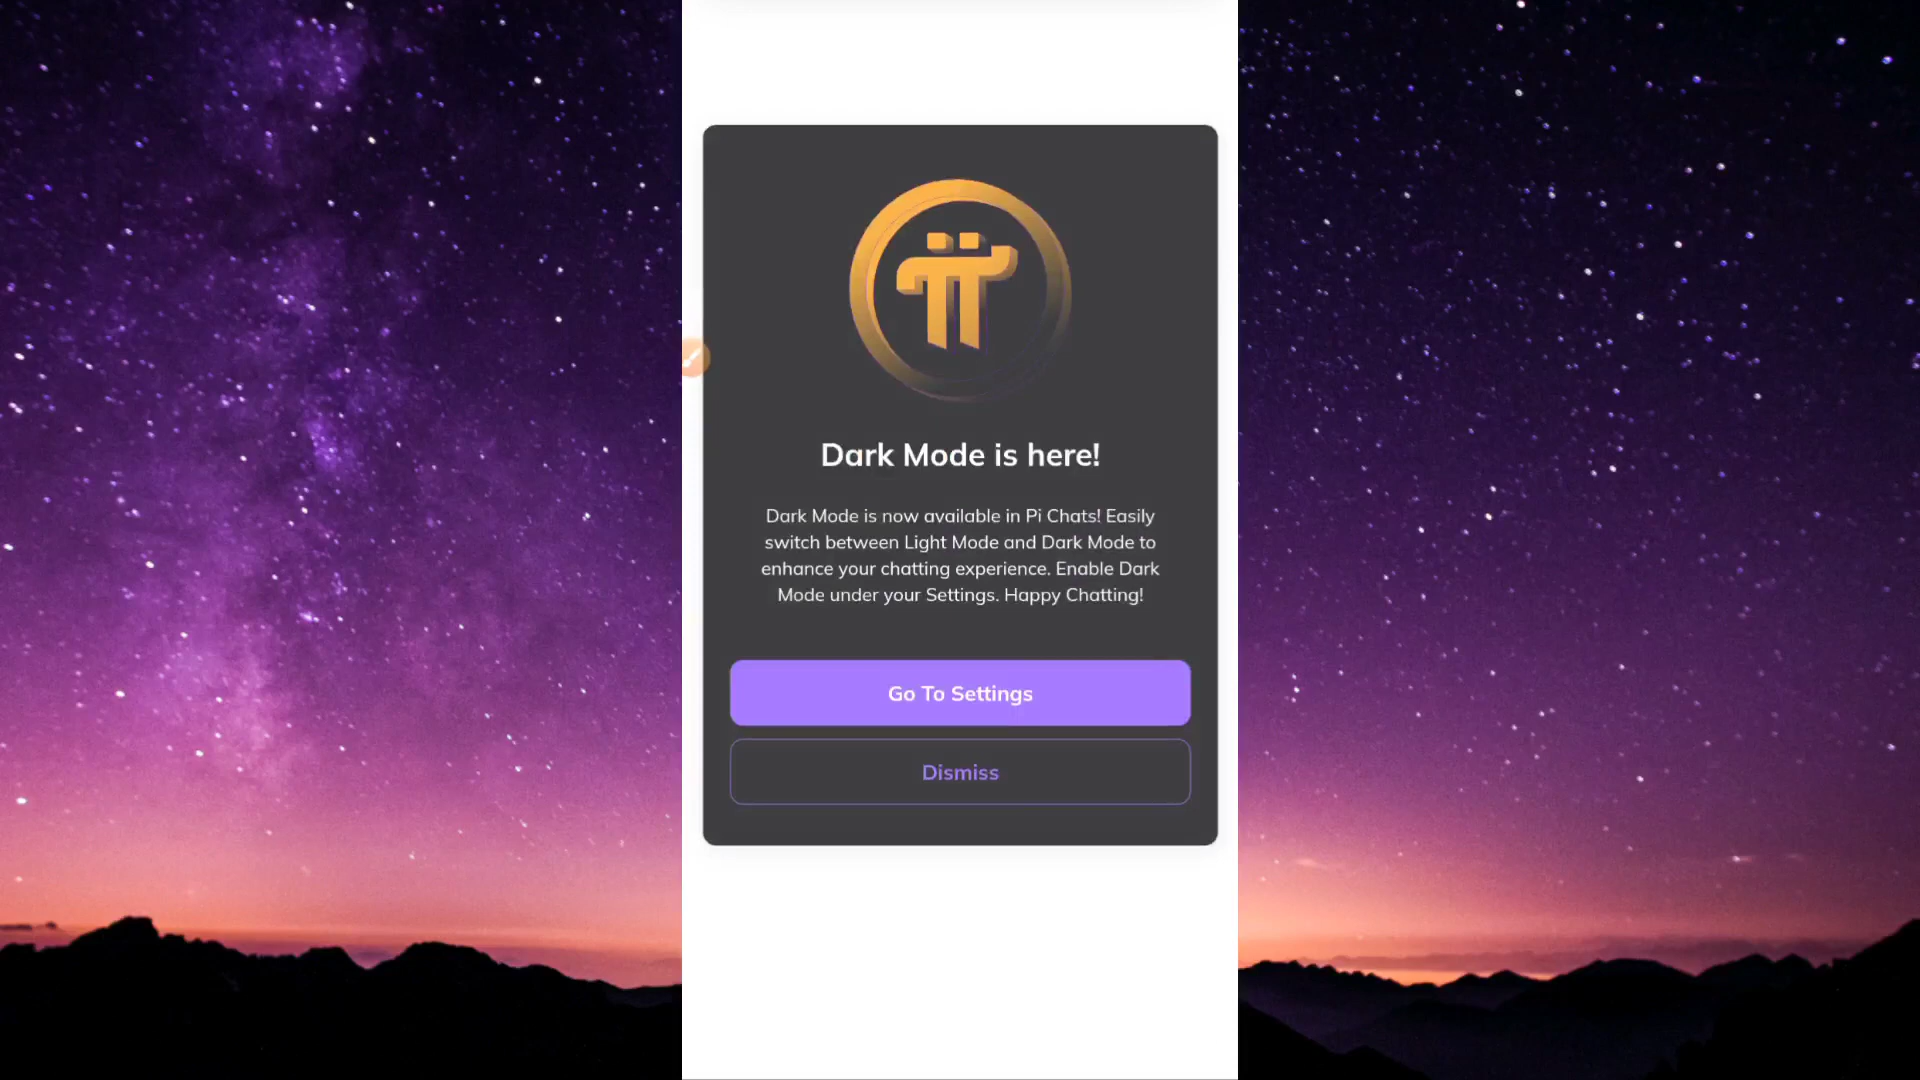 Dark Mode is here!
Dark Mode is now available in Pi Chats! Easily
switch between Light Mode and Dark Mode to
enhance your chatting experience. Enable Dark
Mode under your Settings. Happy Chatting!
Go To Settings
Dismiss